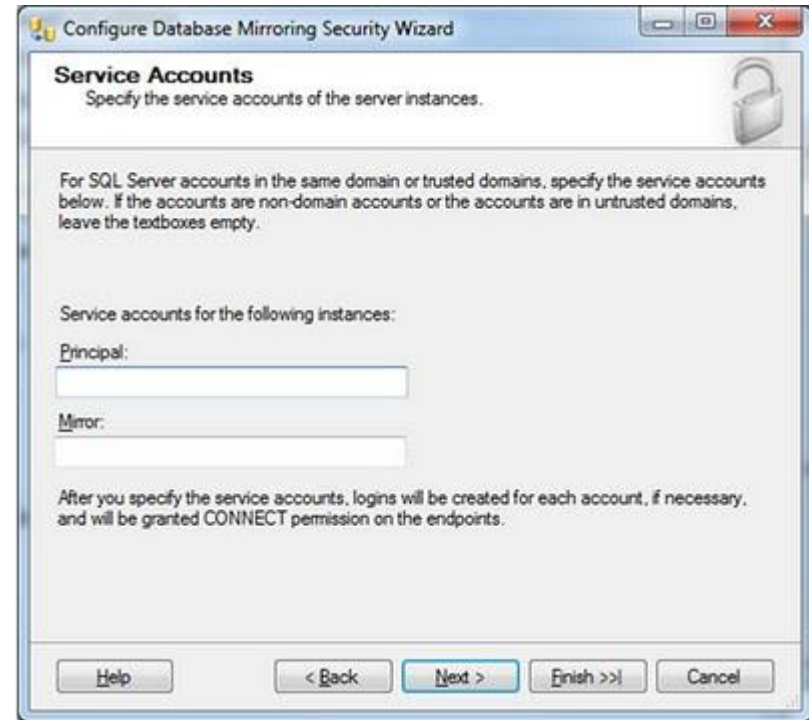 Configure Database Mirroring Security Wizard
Service Accounts
Specify the service accounts of the server instances.
For SQL Server accounts in the same domain or trusted domains, specify the service accounts
below. If the accounts are non-domain accounts or the accounts are in untrusted domains,
leave the textboxes empty.
Service accounts for the following instances:
Principal:
Mirror:
After you specify the service accounts, logins will be created for each account, if necessary,
and will be granted CONNECT permission on the endpoints.
Help < Back Next > Finish >>| Cancel